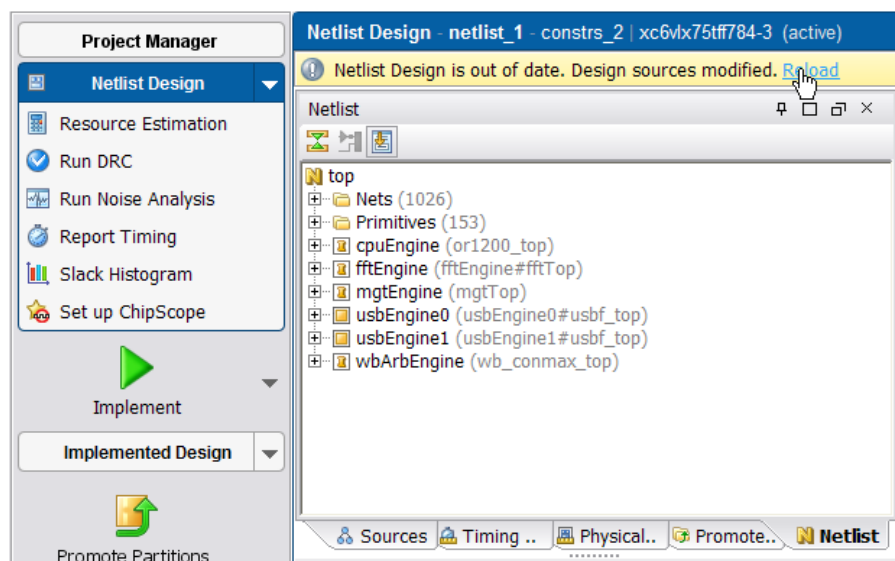 Project Manager
Netlist Design
Resource Estimation
Run DRC
Run Noise Analysis
Report Timing
Slack Histogram
Set up ChipScope
Implement
Implemented Design
Promote Partitions
Netlist Design - netlist_1 - constrs_2 | xc6vlx75tff784-3 (active)
Netlist Design is out of date. Design sources modified. Reload
Netlist
top
Nets (1026)
Primitives (153)
cpuEngine (or1200_top)
fftEngine (fftEngine#fftTop)
mgtEngine (mgtTop)
usbEngine0 (usbEngine0#usbf_top)
usbEngine1 (usbEngine1#usbf_top)
wbArbEngine (wb_conmax_top)
Sources Timing .. Physical.. Promote.. Netlist